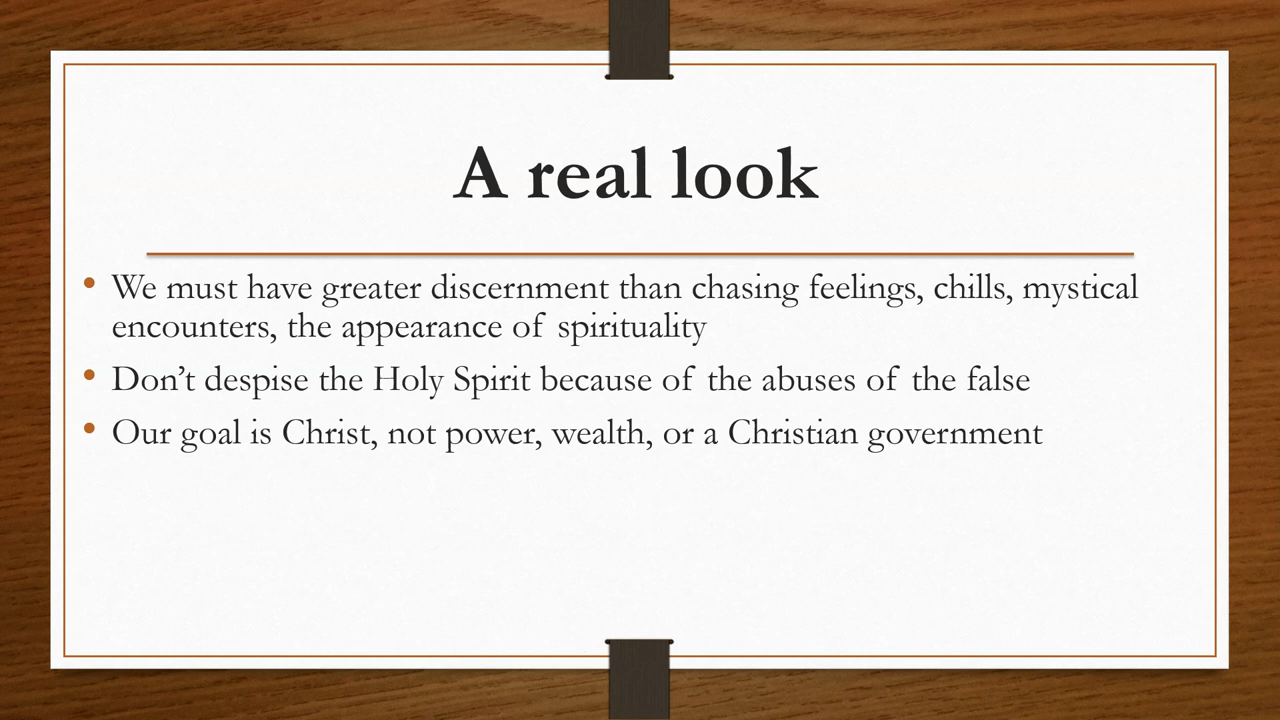 A real look
• We must have greater discernment than chasing feelings, chills, mystical
encounters, the appearance of spirituality
• Don’t despise the Holy Spirit because of the abuses of the false
• Our goal is Christ, not power, wealth, or a Christian government